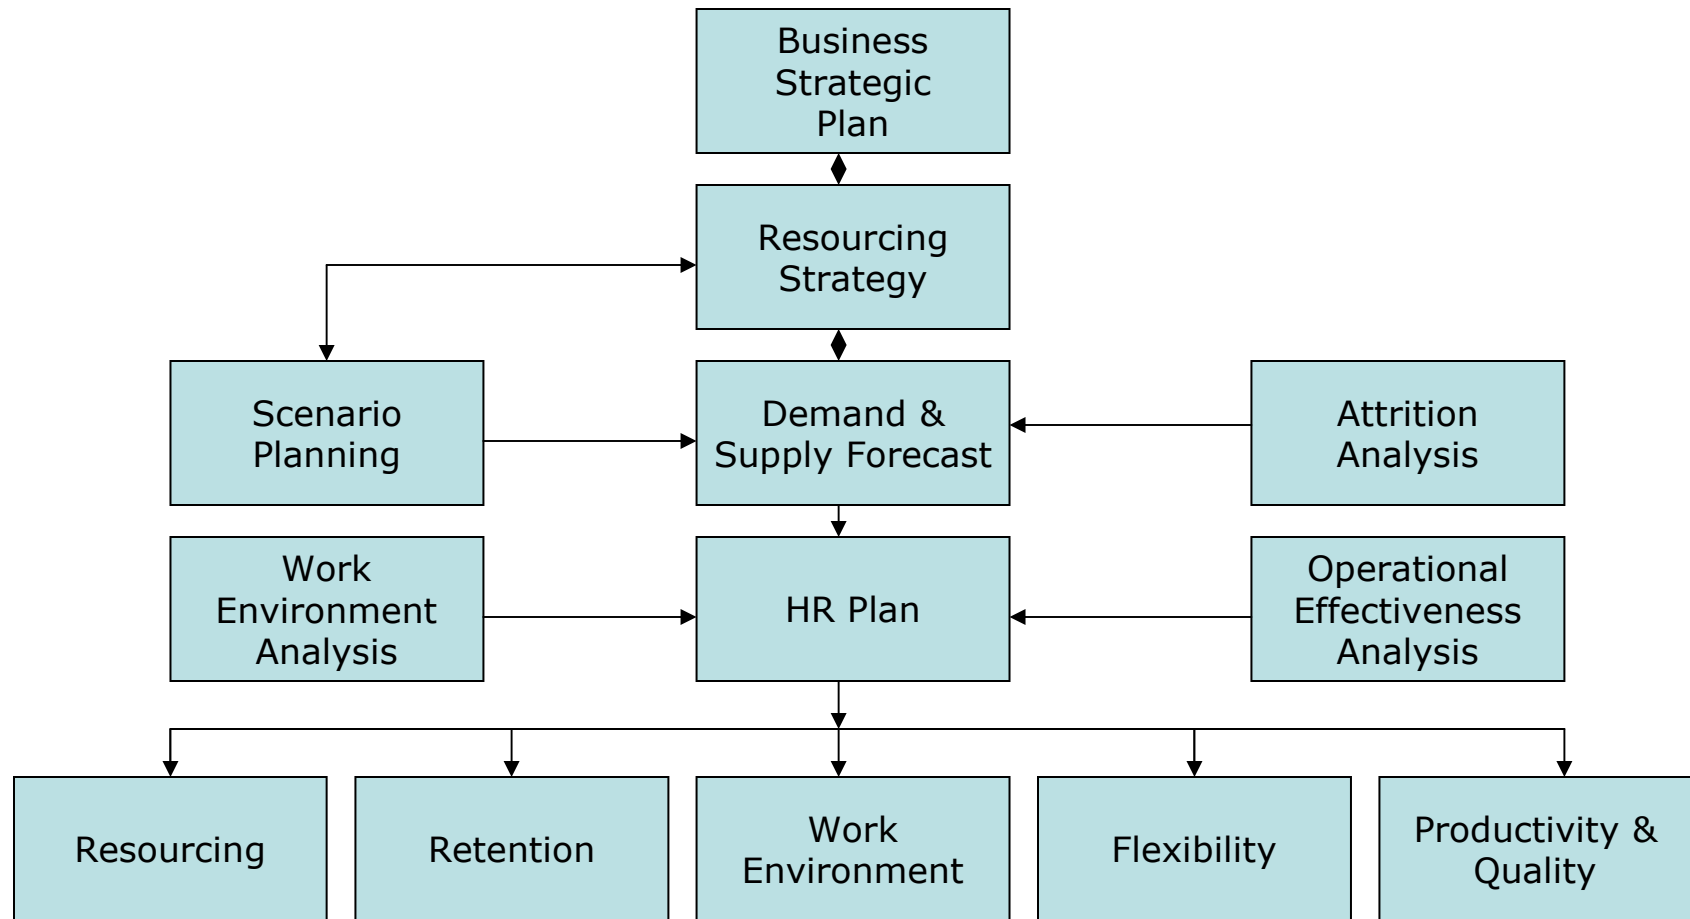 Business
Strategic
Plan
Resourcing
Strategy
Scenario
Planning
Demand &
Supply Forecast
Attrition
Analysis
Work
Environment
Analysis
HR Plan
Operational
Effectiveness
Analysis
Resourcing
Retention
Work
Environment
Flexibility
Productivity &
Quality